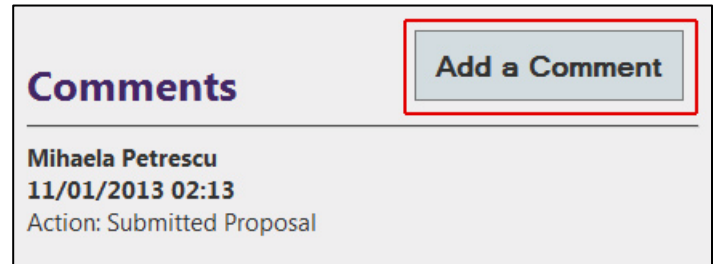 Comments
Add a Comment
Mihaela Petrescu
11/01/2013 02:13
Action: Submitted Proposal